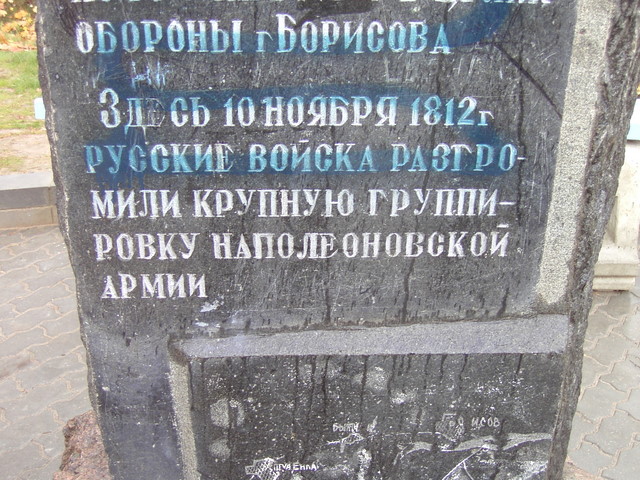 обороны г Борисова
Здесь 10 ноября 1812г
русские войска разгро-
мили крупную группи-
ровку наполеоновской
армии